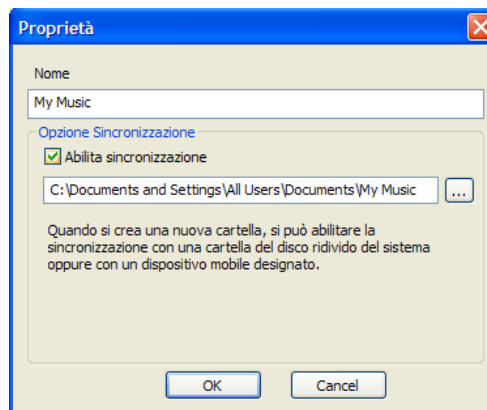 Proprietà
Nome
My Music
Opzione Sincronizzazione
Abilita sincronizzazione
C:\Documents and Settings\All Users\Documents\My Music
...
Quando si crea una nuova cartella, si può abilitare la
sincronizzazione con una cartella del disco ridivido del sistema
oppure con un dispositivo mobile designato.
OK
Cancel